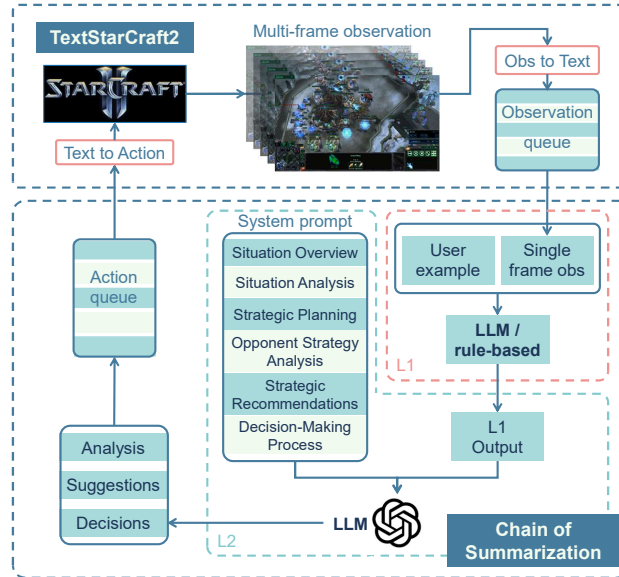 TextStarCraft2
Multi-frame observation
STARCRAFT
II
Obs to Text
Observation
queue
Text to Action
System prompt
Situation Overview
Situation Analysis
Strategic Planning
Opponent Strategy
Analysis
Strategic
Recommendations
Decision-Making
Process
User
example
Single
frame obs
LLM /
rule-based
L1
L1
Output
Action
queue
Analysis
Suggestions
Decisions
LLM
L2
Chain of
Summarization